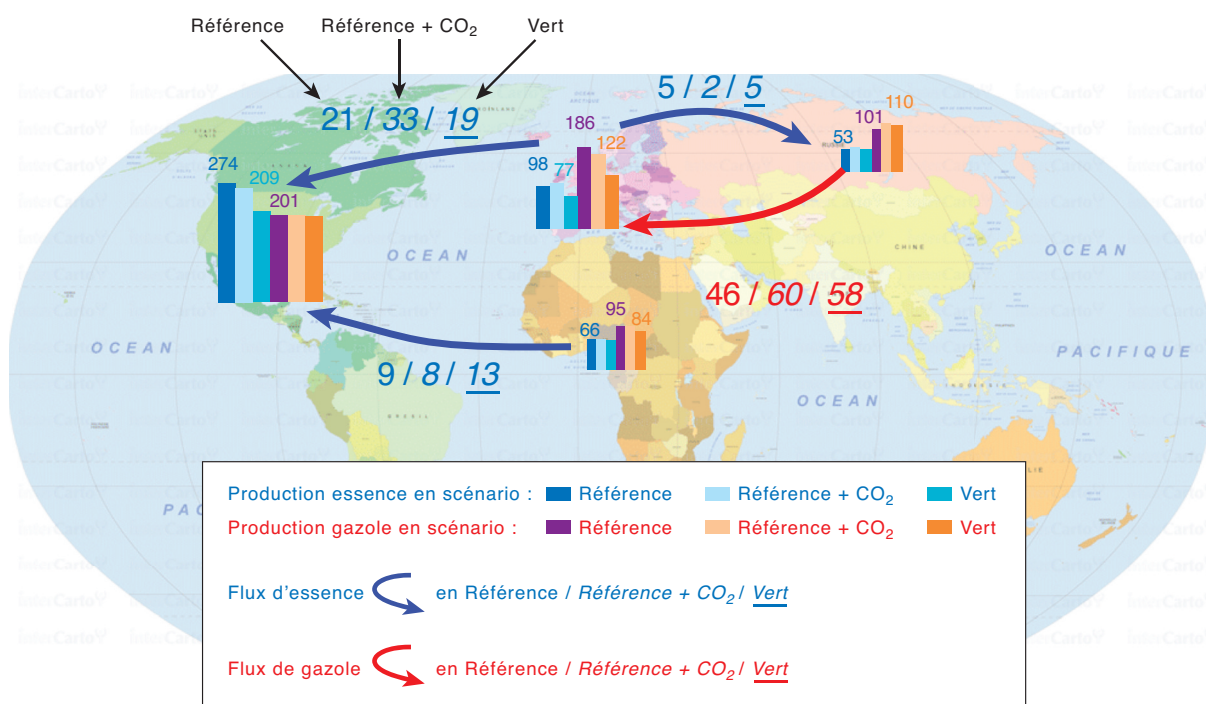 Référence Référence + CO₂ Vert
21 / 33 / 19
5 / 2 / 5
274
209
201
98
77
186
122
53
101
110
46 / 60 / 58
66
95
84
9 / 8 / 13
OCEAN
OCEAN
OCEAN
OCEAN
PACIFIQUE
CHINE
BRESIL
INDONESIE
Production essence en scénario : Référence Référence + CO₂ Vert
Production gazole en scénario : Référence Référence + CO₂ Vert
Flux d'essence en Référence / Référence + CO₂ / Vert
Flux de gazole en Référence / Référence + CO₂ / Vert